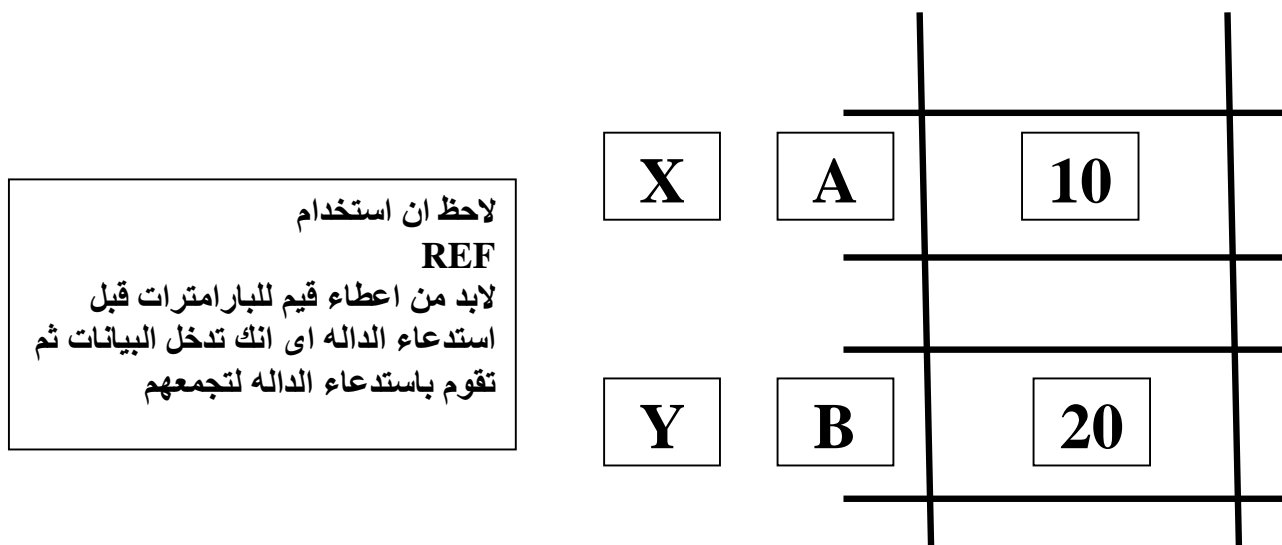 لاحظ ان استخدام
REF
لابد من اعطاء قيم للبارامترات قبل
استدعاء الداله اى انك تدخل البيانات ثم
تقوم باستدعاء الداله لتجمعهم
X A 10
Y B 20